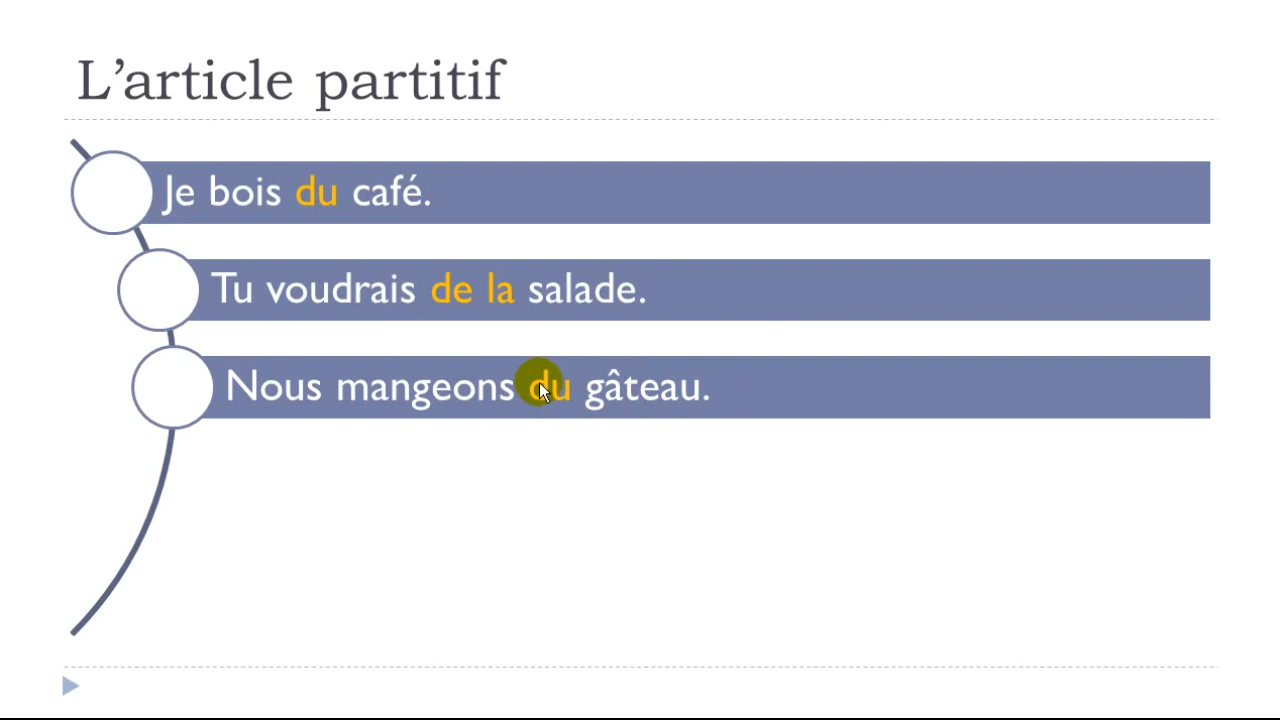 L’article partitif
Je bois du café.
Tu voudrais de la salade.
Nous mangeons du gâteau.